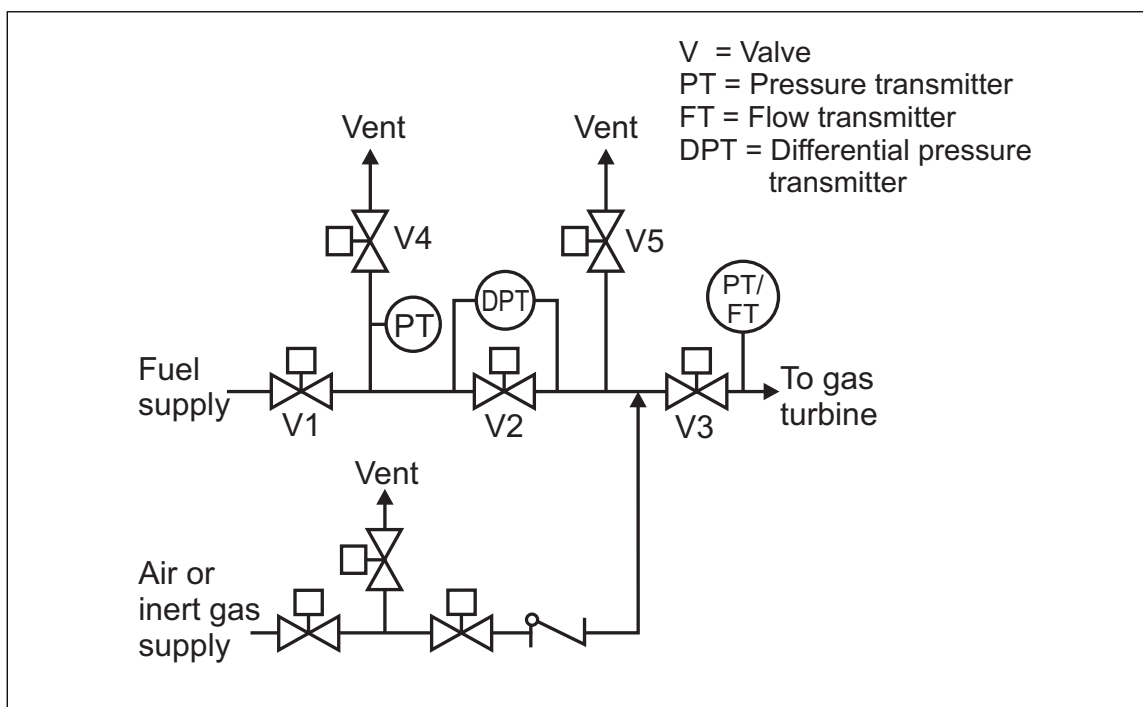 V = Valve
PT = Pressure transmitter
FT = Flow transmitter
DPT = Differential pressure
transmitter
Vent
Vent
V4
V5
PT
DPT
PT/
FT
Fuel
supply
V1
V2
V3
To gas
turbine
Vent
Air or
inert gas
supply